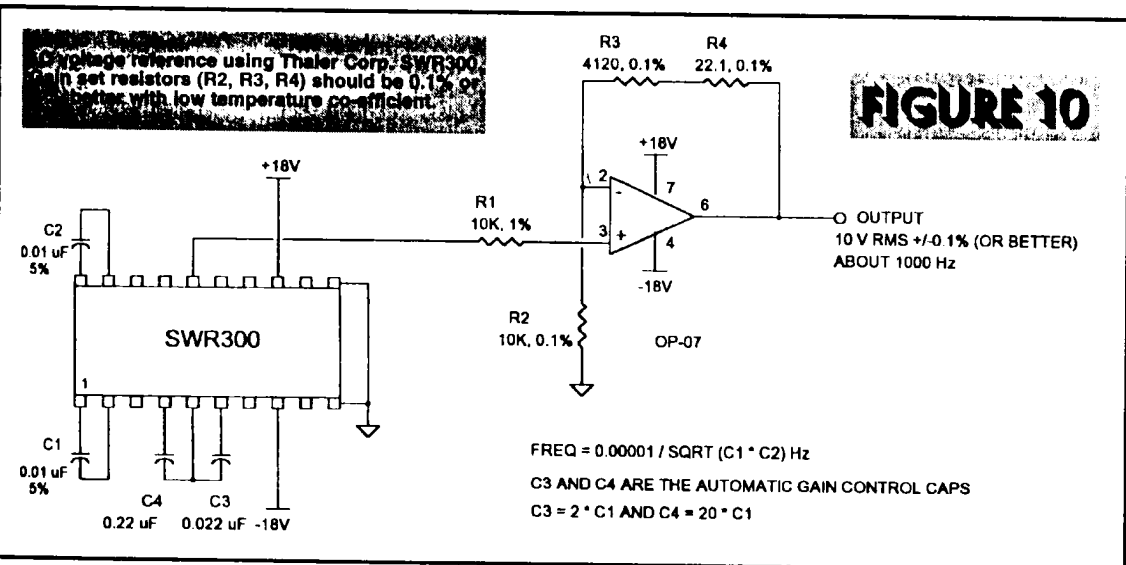 voltage reference using Thaler Corp. SWR300.
Gain set resistors (R2, R3, R4) should be 0.1% or
better with low temperature co-efficient.
FIGURE 10
R3
4120, 0.1%
R4
22.1, 0.1%
+18V
+18V
2
-
7
6
3
+
4
-18V
R1
10K, 1%
OUTPUT
10 V RMS +/-0.1% (OR BETTER)
ABOUT 1000 Hz
C2
0.01 uF
5%
SWR300
1
R2
10K, 0.1%
OP-07
C1
0.01 uF
5%
C4
0.22 uF
C3
0.022 uF
-18V
FREQ = 0.00001 / SQRT (C1 * C2) Hz
C3 AND C4 ARE THE AUTOMATIC GAIN CONTROL CAPS
C3 = 2 * C1 AND C4 = 20 * C1